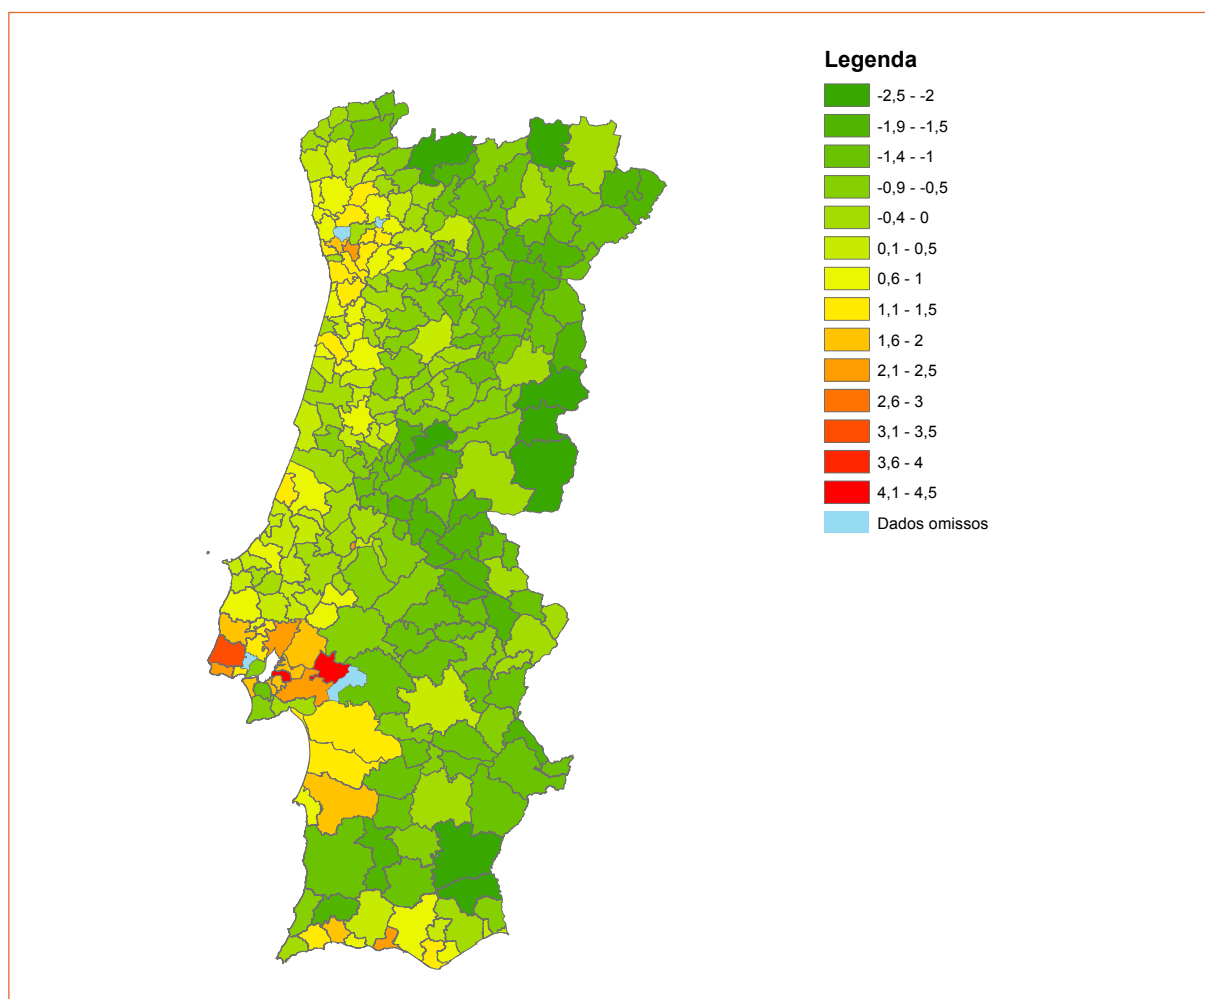 Legenda
-2,5 - -2
-1,9 - -1,5
-1,4 - -1
-0,9 - -0,5
-0,4 - 0
0,1 - 0,5
0,6 - 1
1,1 - 1,5
1,6 - 2
2,1 - 2,5
2,6 - 3
3,1 - 3,5
3,6 - 4
4,1 - 4,5
Dados omissos